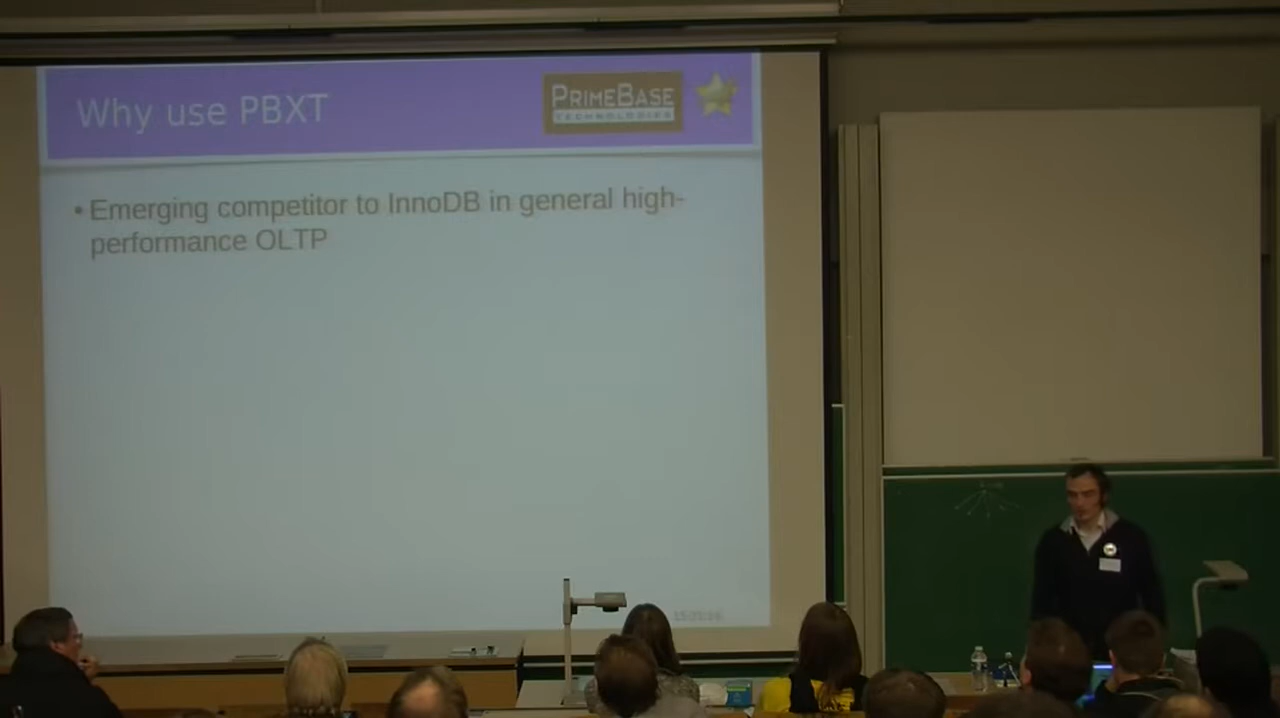 Why use PBXT
PRIMEBASE
TECHNOLOGIES
• Emerging competitor to InnoDB in general high-
performance OLTP